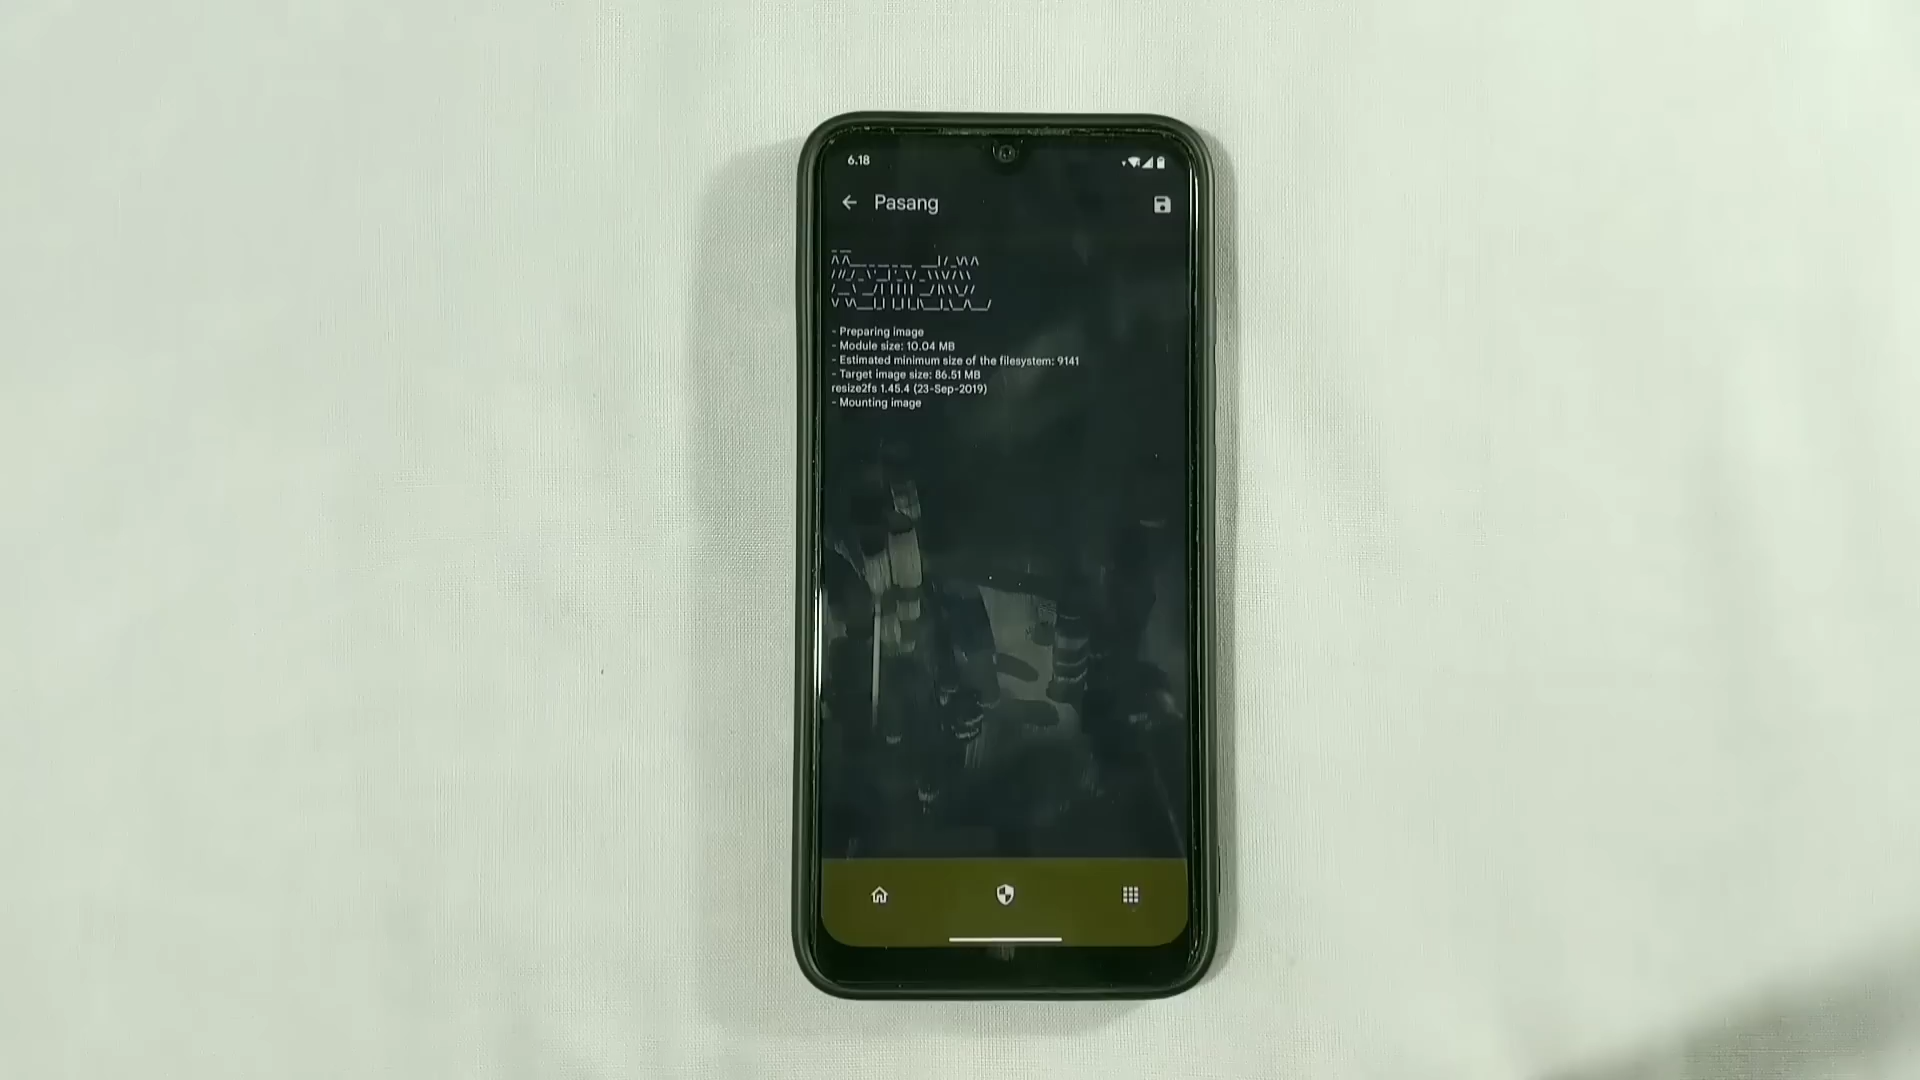 6.18
Pasang
- Preparing image
- Module size: 10.04 MB
- Estimated minimum size of the filesystem: 9141
- Target image size: 86.51 MB
resize2fs 1.45.4 (23-Sep-2019)
- Mounting image